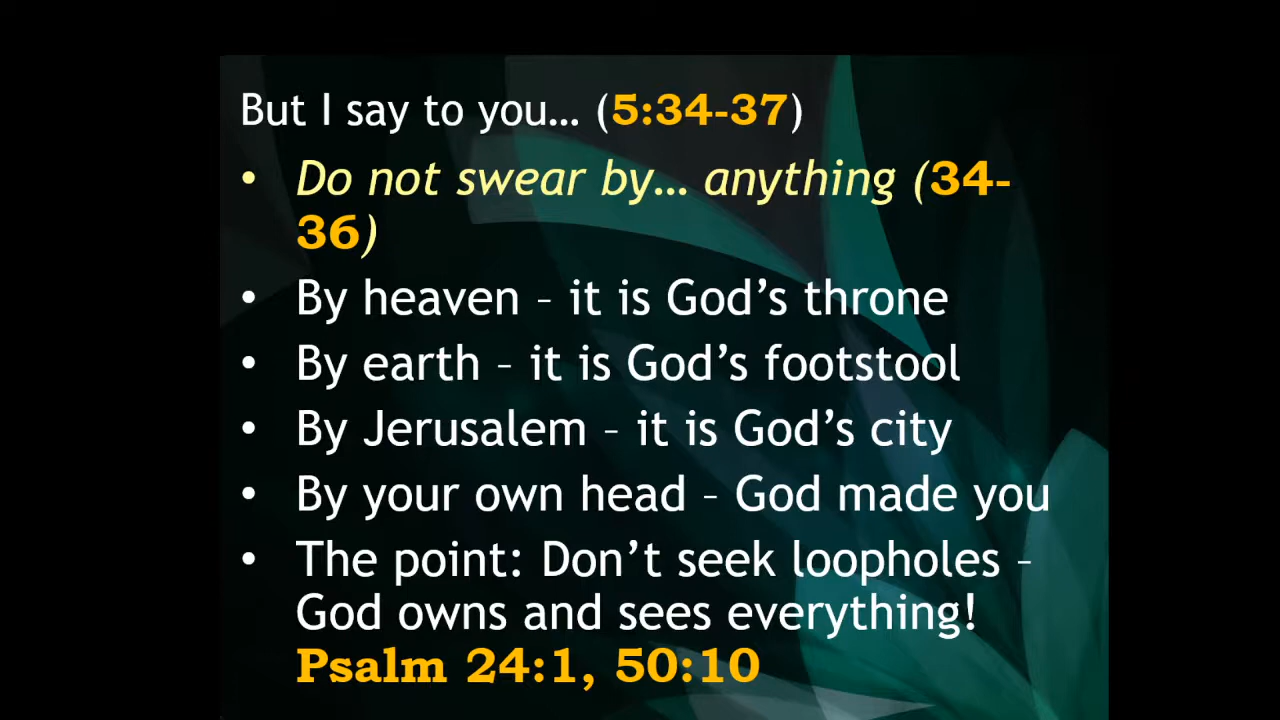 But I say to you… (5:34-37)
• Do not swear by… anything (34-
36)
• By heaven – it is God’s throne
• By earth – it is God’s footstool
• By Jerusalem – it is God’s city
• By your own head – God made you
• The point: Don’t seek loopholes –
God owns and sees everything!
Psalm 24:1, 50:10